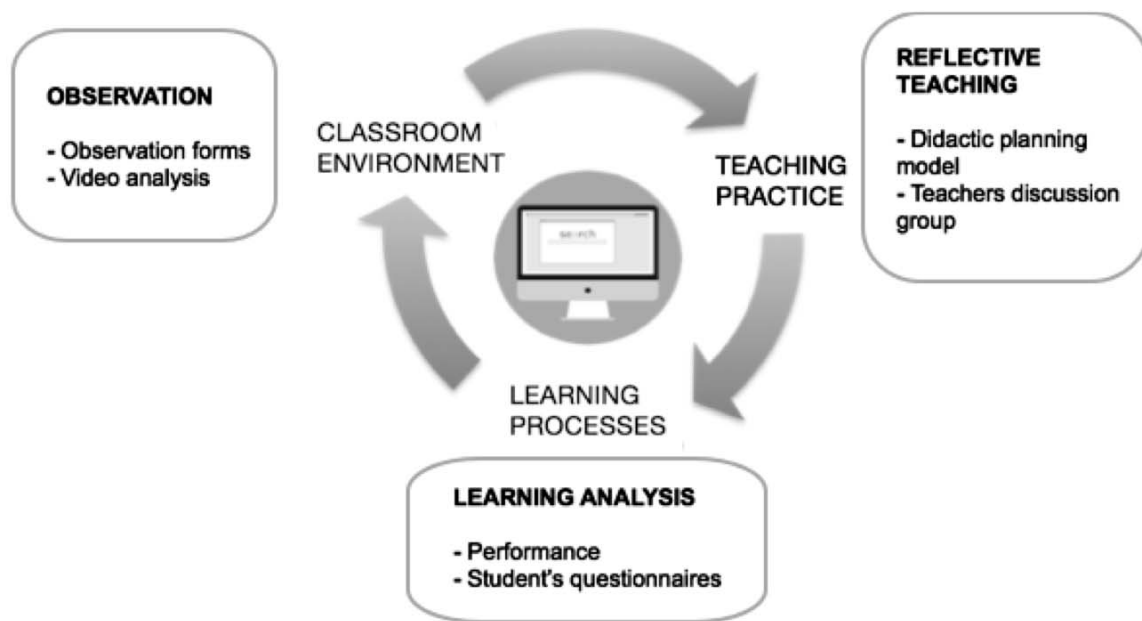 OBSERVATION
- Observation forms
- Video analysis
CLASSROOM
ENVIRONMENT
REFLECTIVE
TEACHING
- Didactic planning
model
- Teachers discussion
group
TEACHING
PRACTICE
search
LEARNING
PROCESSES
LEARNING ANALYSIS
- Performance
- Student's questionnaires